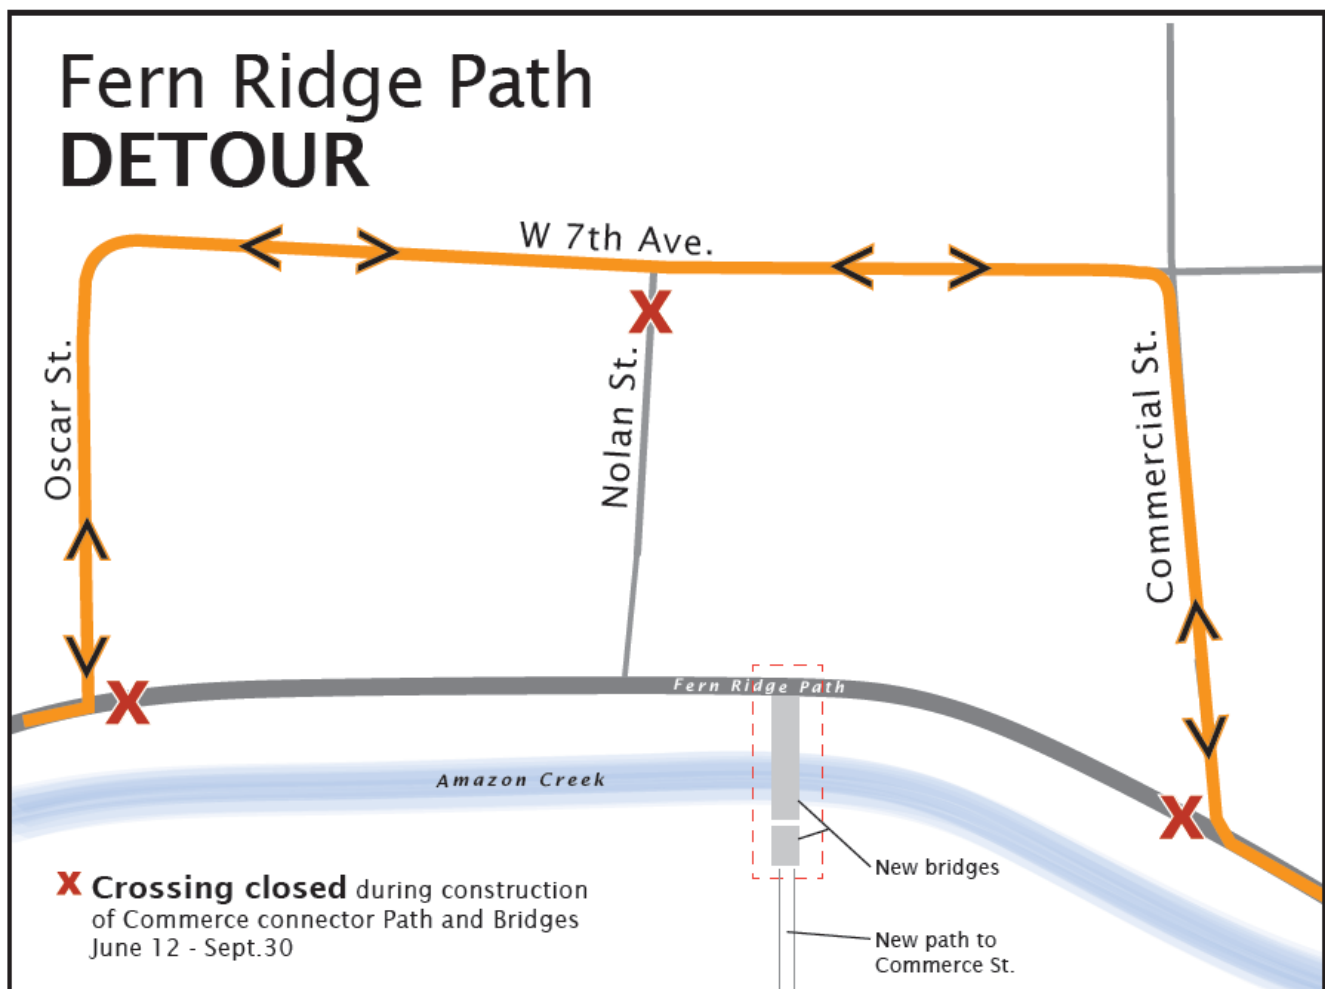 Fern Ridge Path
DETOUR
W 7th Ave.
Oscar St.
Nolan St.
Commercial St.
Fern Ridge Path
Amazon Creek
New bridges
New path to
Commerce St.
X Crossing closed during construction
of Commerce connector Path and Bridges
June 12 - Sept.30